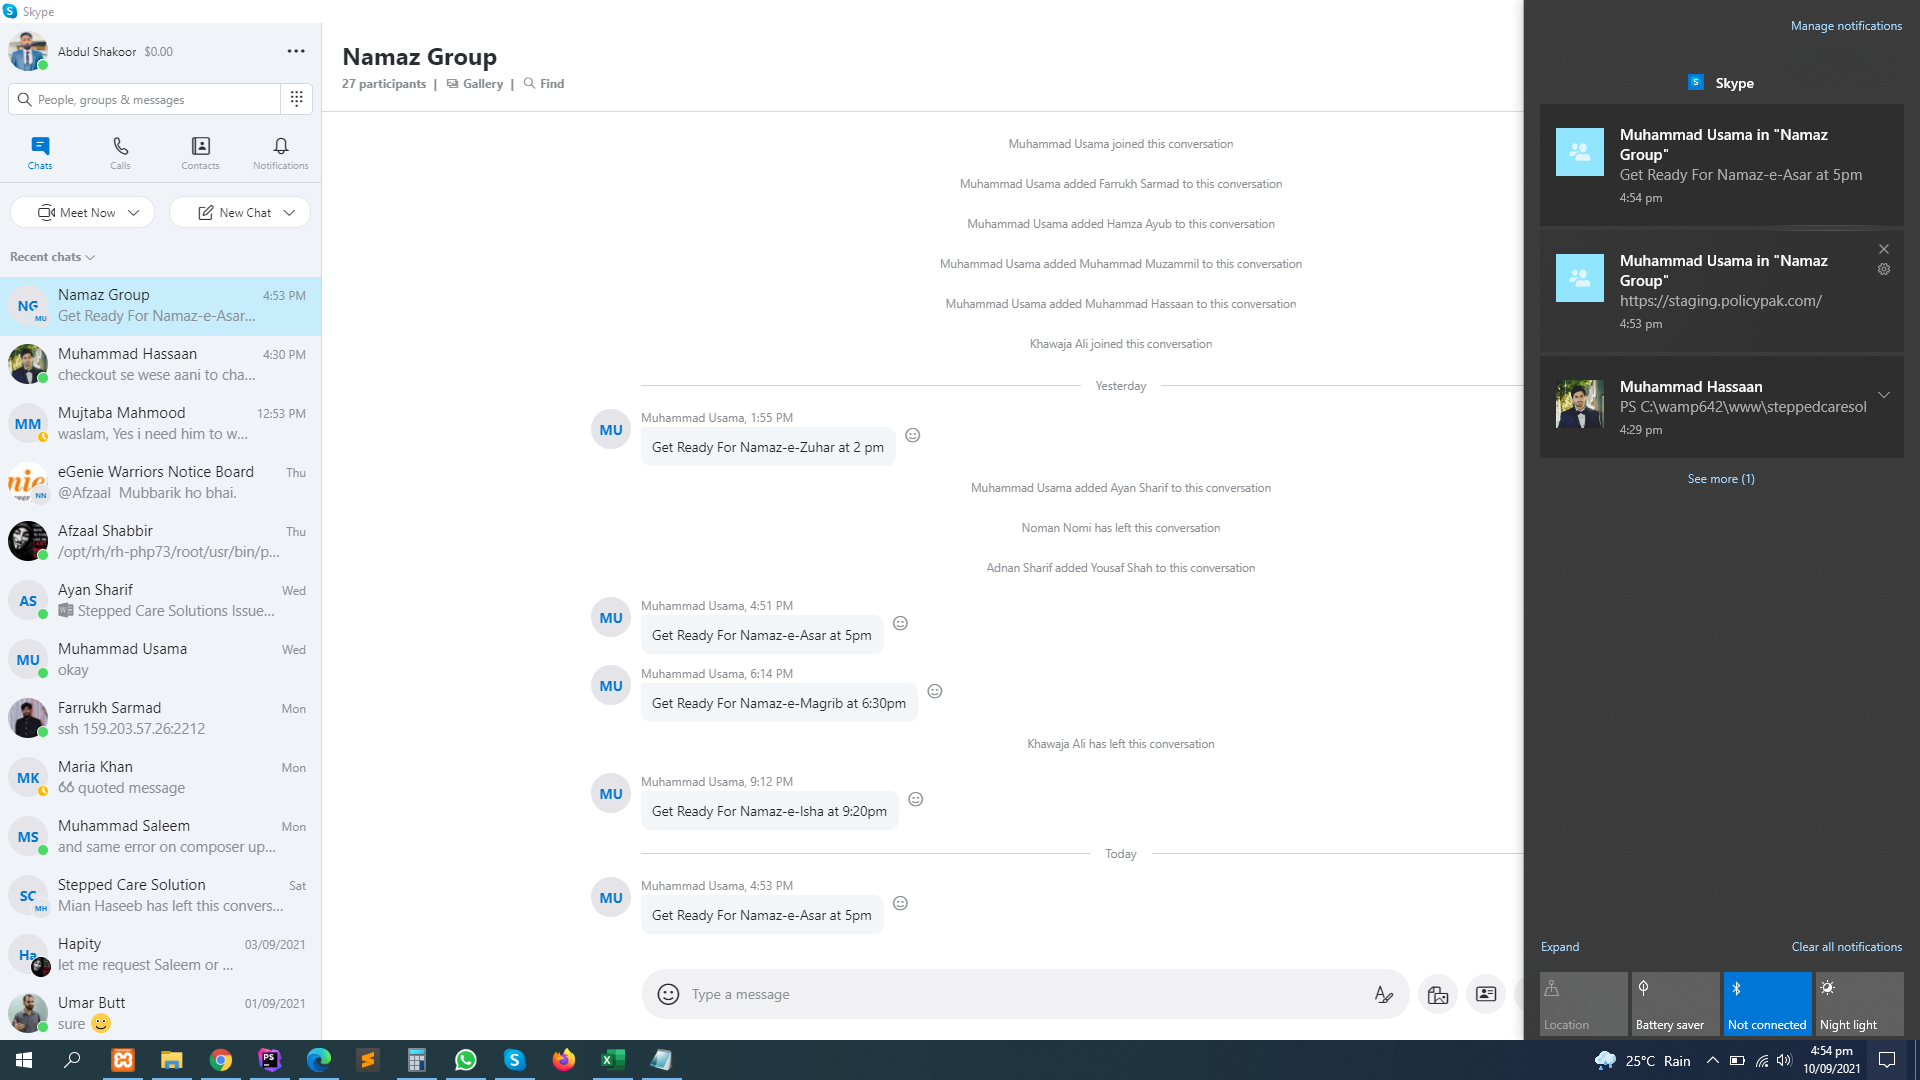 Skype
Abdul Shakoor $0.00
People, groups & messages
Chats
Calls
Contacts
Notifications
Meet Now
New Chat
Recent chats
NG
MU
Namaz Group 4:53 PM
Get Ready For Namaz-e-Asar...
Muhammad Hassaan 4:30 PM
checkout se wese aani to cha...
MM
Mujtaba Mahmood 12:53 PM
waslam, Yes i need him to w...
NN
eGenie Warriors Notice Board Thu
@Afzaal Mubbarik ho bhai.
Afzaal Shabbir Thu
/opt/rh/rh-php73/root/usr/bin/p...
AS
Ayan Sharif Wed
Stepped Care Solutions Issue...
MU
Muhammad Usama Wed
okay
Farrukh Sarmad Mon
ssh 159.203.57.26:2212
MK
Maria Khan Mon
quoted message
MS
Muhammad Saleem Mon
and same error on composer up...
SC
MH
Stepped Care Solution Sat
Mian Haseeb has left this convers...
Ha
Hapity 03/09/2021
let me request Saleem or ...
Umar Butt 01/09/2021
sure
Namaz Group
27 participants | Gallery | Find
Muhammad Usama joined this conversation
Muhammad Usama added Farrukh Sarmad to this conversation
Muhammad Usama added Hamza Ayub to this conversation
Muhammad Usama added Muhammad Muzammil to this conversation
Muhammad Usama added Muhammad Hassaan to this conversation
Khawaja Ali joined this conversation
Yesterday
MU
Muhammad Usama, 1:55 PM
Get Ready For Namaz-e-Zuhar at 2 pm
Muhammad Usama added Ayan Sharif to this conversation
Noman Nomi has left this conversation
Adnan Sharif added Yousaf Shah to this conversation
MU
Muhammad Usama, 4:51 PM
Get Ready For Namaz-e-Asar at 5pm
MU
Muhammad Usama, 6:14 PM
Get Ready For Namaz-e-Magrib at 6:30pm
Khawaja Ali has left this conversation
MU
Muhammad Usama, 9:12 PM
Get Ready For Namaz-e-Isha at 9:20pm
Today
MU
Muhammad Usama, 4:53 PM
Get Ready For Namaz-e-Asar at 5pm
Type a message
Manage notifications
Skype
Muhammad Usama in "Namaz
Group"
Get Ready For Namaz-e-Asar at 5pm
4:54 pm
Muhammad Usama in "Namaz
Group"
https://staging.policypak.com/
4:53 pm
Muhammad Hassaan
PS C:\wamp642\www\steppedcaresol
4:29 pm
See more (1)
Expand
Clear all notifications
Location
Battery saver
Not connected
Night light
25°C Rain
4:54 pm
10/09/2021